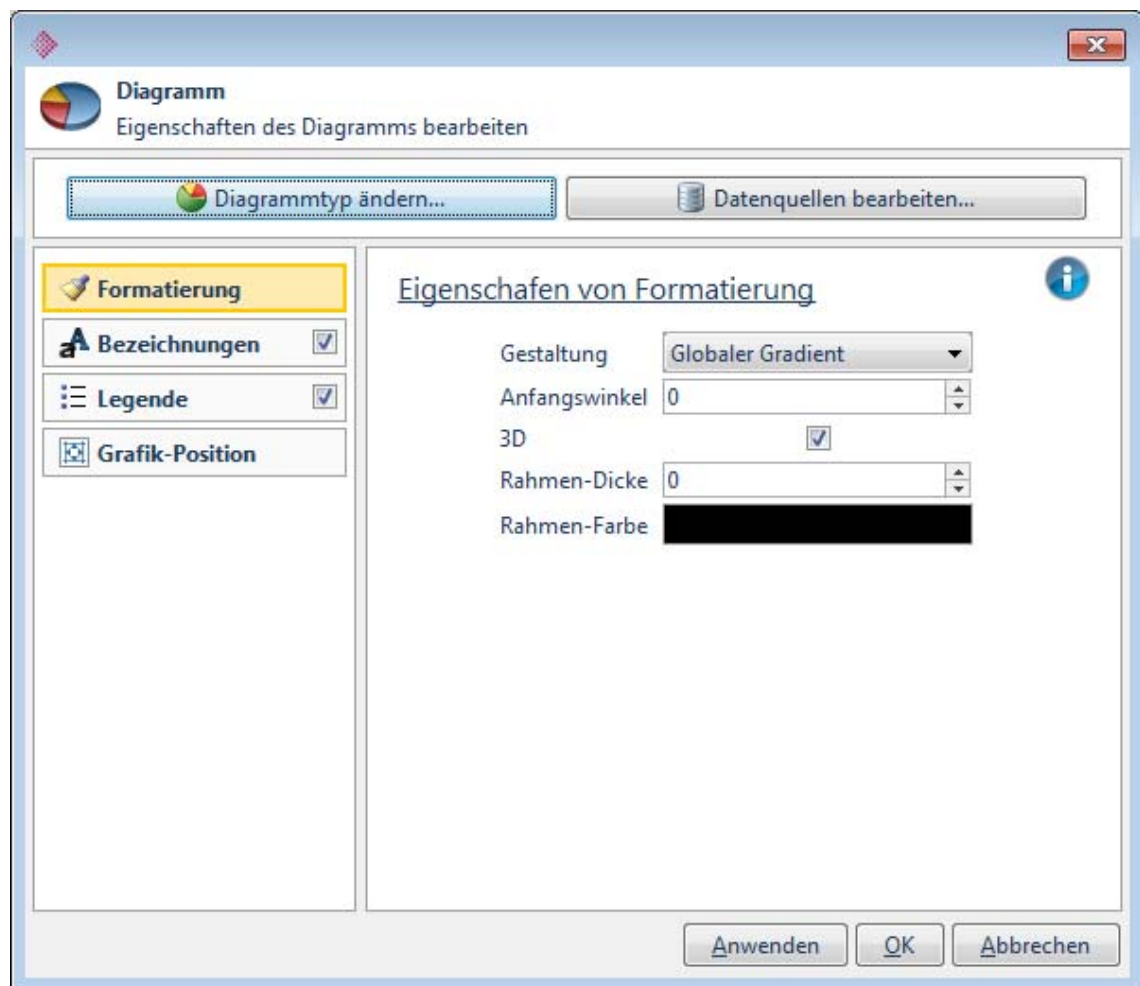 Diagramm
Eigenschaften des Diagramms bearbeiten
Diagrammtyp ändern...
Datenquellen bearbeiten...
Formatierung
Bezeichnungen
Legende
Grafik-Position
Eigenschafen von Formatierung
Gestaltung Globaler Gradient
Anfangswinkel 0
3D
Rahmen-Dicke 0
Rahmen-Farbe
Anwenden
OK
Abbrechen